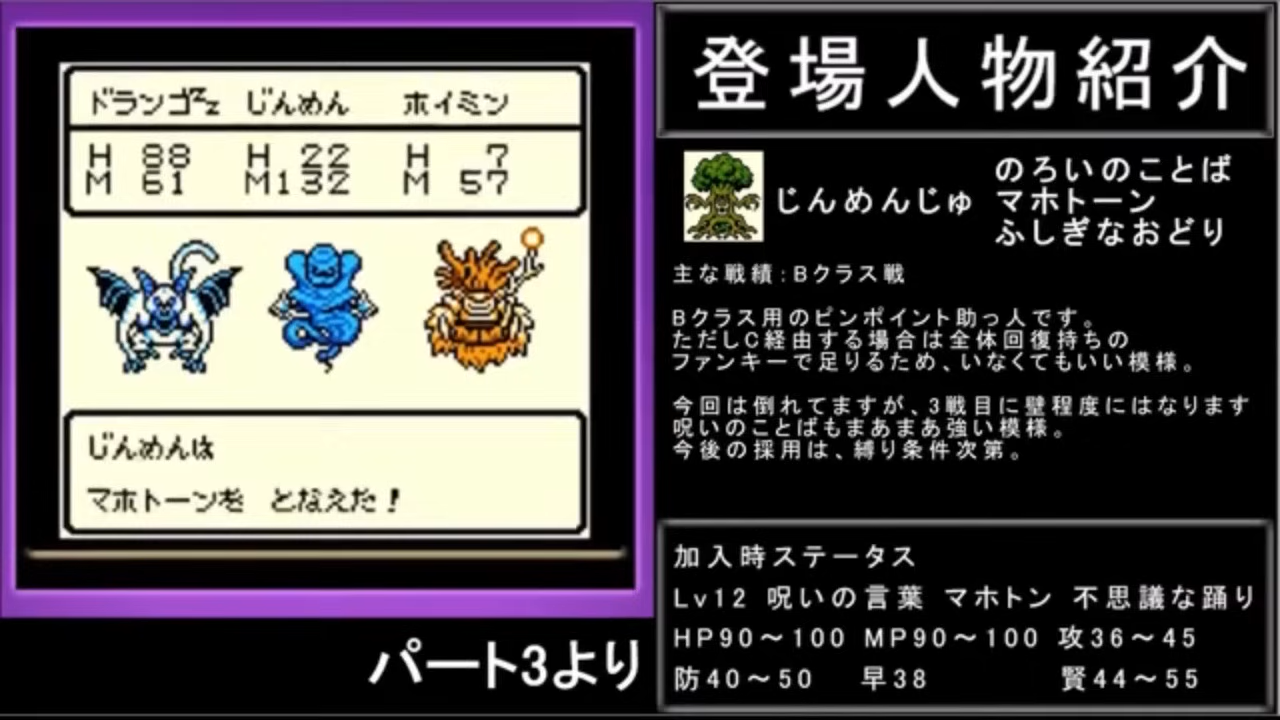 ドランゴZz じんめん ホイミン
H 88 H 22 H 7
M 61 M132 M 57
じんめんは
マホトーンを となえた!
パート3より
登場人物紹介
じんめんじゅ
のろいのことば
マホトーン
ふしぎなおどり
主な戦績:Bクラス戦
Bクラス用のピンポイント助っ人です。
ただしC経由する場合は全体回復持ちの
ファンキーで足りるため、いなくてもいい模様。
今回は倒れてますが、3戦目に壁程度にはなります
呪いのことばもまあまあ強い模様。
今後の採用は、縛り条件次第。
加入時ステータス
Lv12 呪いの言葉 マホトン 不思議な踊り
HP90~100 MP90~100 攻36~45
防40~50 早38 賢44~55